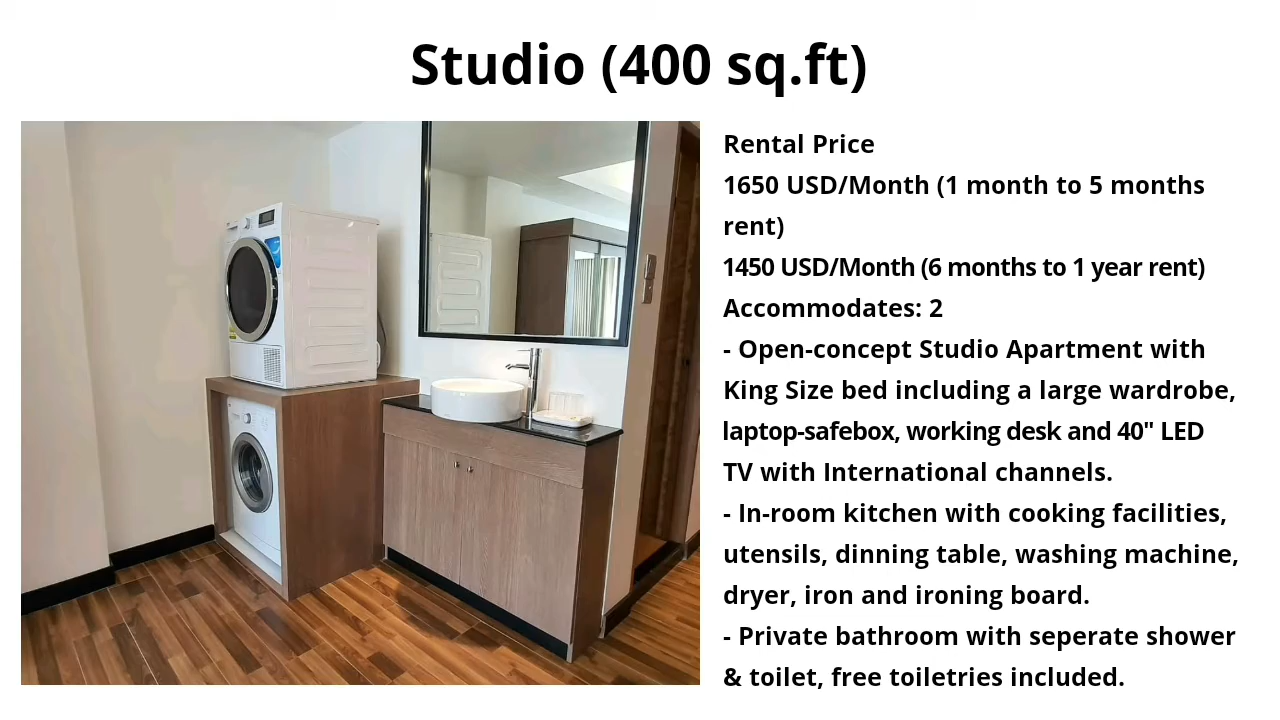 Studio (400 sq.ft)
Rental Price
1650 USD/Month (1 month to 5 months
rent)
1450 USD/Month (6 months to 1 year rent)
Accommodates: 2
- Open-concept Studio Apartment with
King Size bed including a large wardrobe,
laptop-safebox, working desk and 40" LED
TV with International channels.
- In-room kitchen with cooking facilities,
utensils, dinning table, washing machine,
dryer, iron and ironing board.
- Private bathroom with seperate shower
& toilet, free toiletries included.